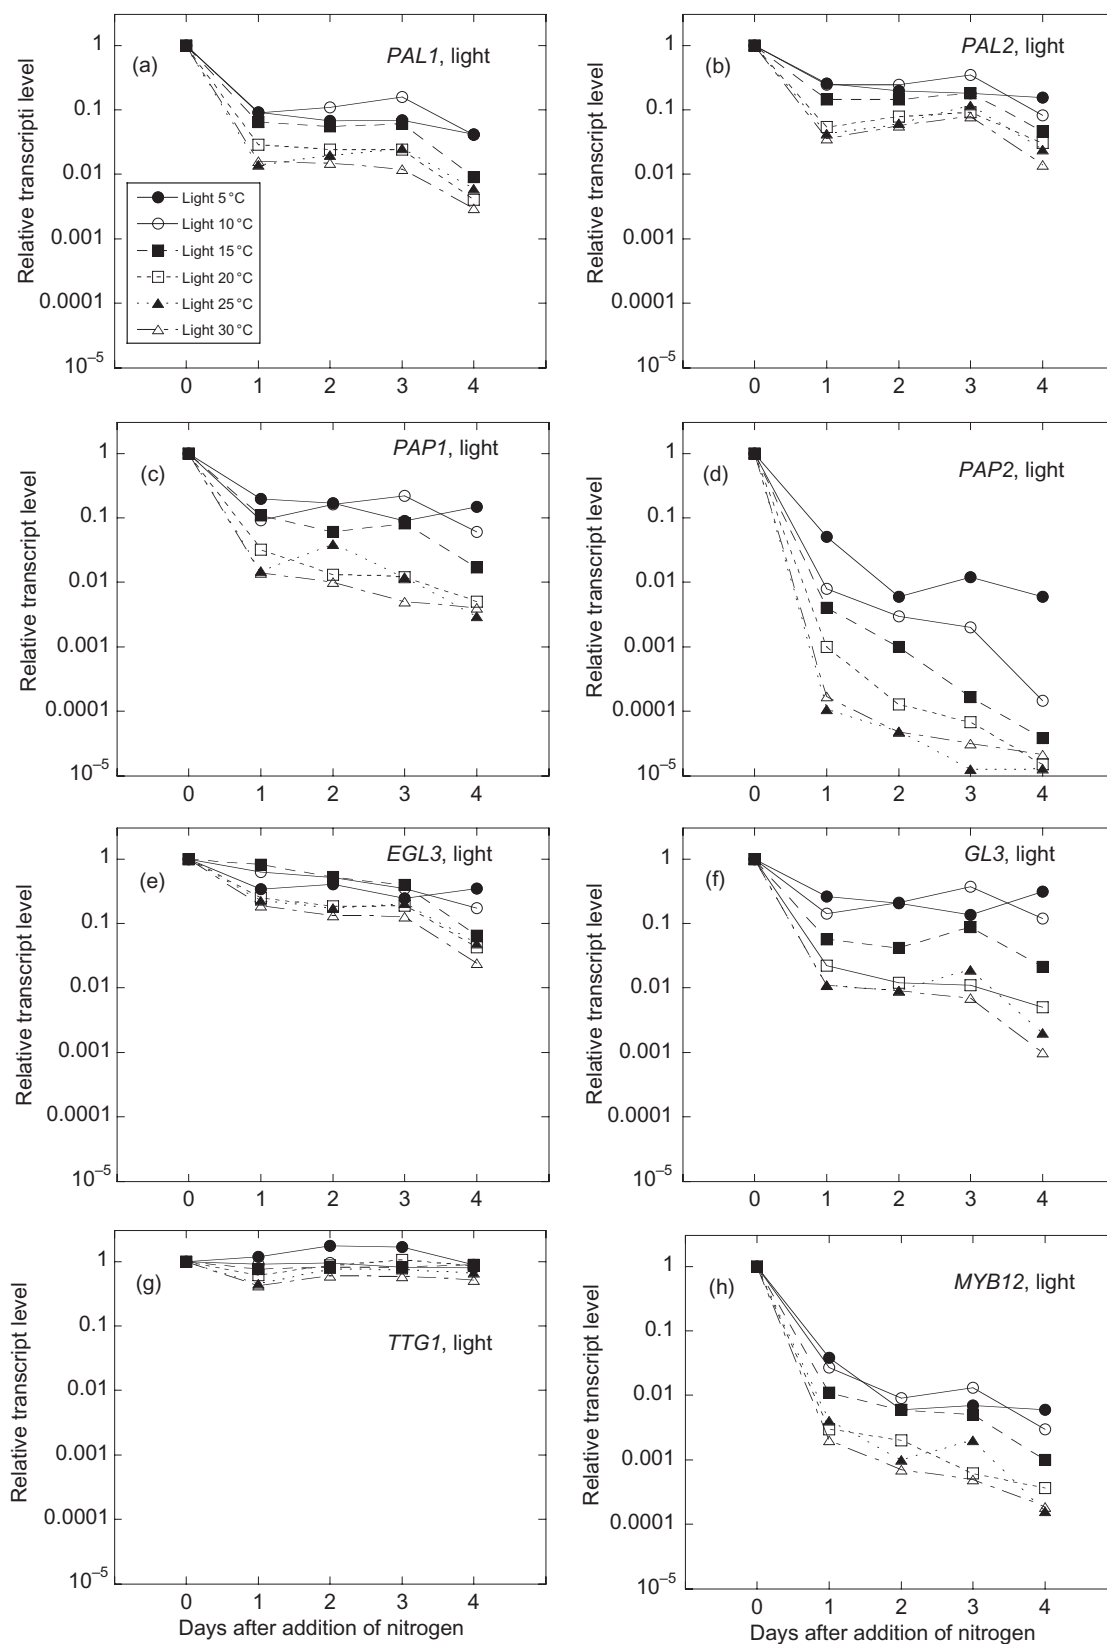 (a)
PAL1, light
Relative transcripti level
1
0.1
0.01
0.001
0.0001
10⁻⁵
Light 5 °C
Light 10 °C
Light 15 °C
Light 20 °C
Light 25 °C
Light 30 °C
0 1 2 3 4
(b)
PAL2, light
Relative transcript level
1
0.1
0.01
0.001
0.0001
10⁻⁵
0 1 2 3 4
(c)
PAP1, light
Relative transcript level
1
0.1
0.01
0.001
0.0001
10⁻⁵
0 1 2 3 4
(d)
PAP2, light
Relative transcript level
1
0.1
0.01
0.001
0.0001
10⁻⁵
0 1 2 3 4
(e)
EGL3, light
Relative transcript level
1
0.1
0.01
0.001
0.0001
10⁻⁵
0 1 2 3 4
(f)
GL3, light
Relative transcript level
1
0.1
0.01
0.001
0.0001
10⁻⁵
0 1 2 3 4
(g)
TTG1, light
Relative transcript level
1
0.1
0.01
0.001
0.0001
10⁻⁵
0 1 2 3 4
Days after addition of nitrogen
(h)
MYB12, light
Relative transcript level
1
0.1
0.01
0.001
0.0001
10⁻⁵
0 1 2 3 4
Days after addition of nitrogen